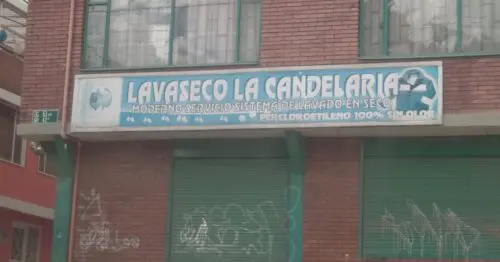 LAVASECO LA CANDELARIA
MODERNO SERVICIO SISTEMA DE LAVADO EN SECO
PERCLOROETILENO 100% SIN OLOR